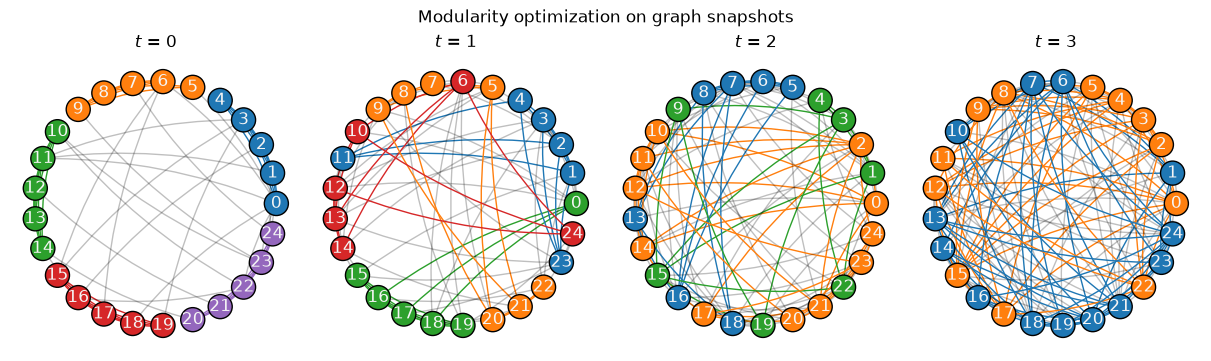 Modularity optimization on graph snapshots
t = 0
t = 1
t = 2
t = 3
0 1 2 3 4 5 6 7 8 9 10 11 12 13 14 15 16 17 18 19 20 21 22 23 24
0 1 2 3 4 5 6 7 8 9 10 11 12 13 14 15 16 17 18 19 20 21 22 23 24
0 1 2 3 4 5 6 7 8 9 10 11 12 13 14 15 16 17 18 19 20 21 22 23 24
0 1 2 3 4 5 6 7 8 9 10 11 12 13 14 15 16 17 18 19 20 21 22 23 24